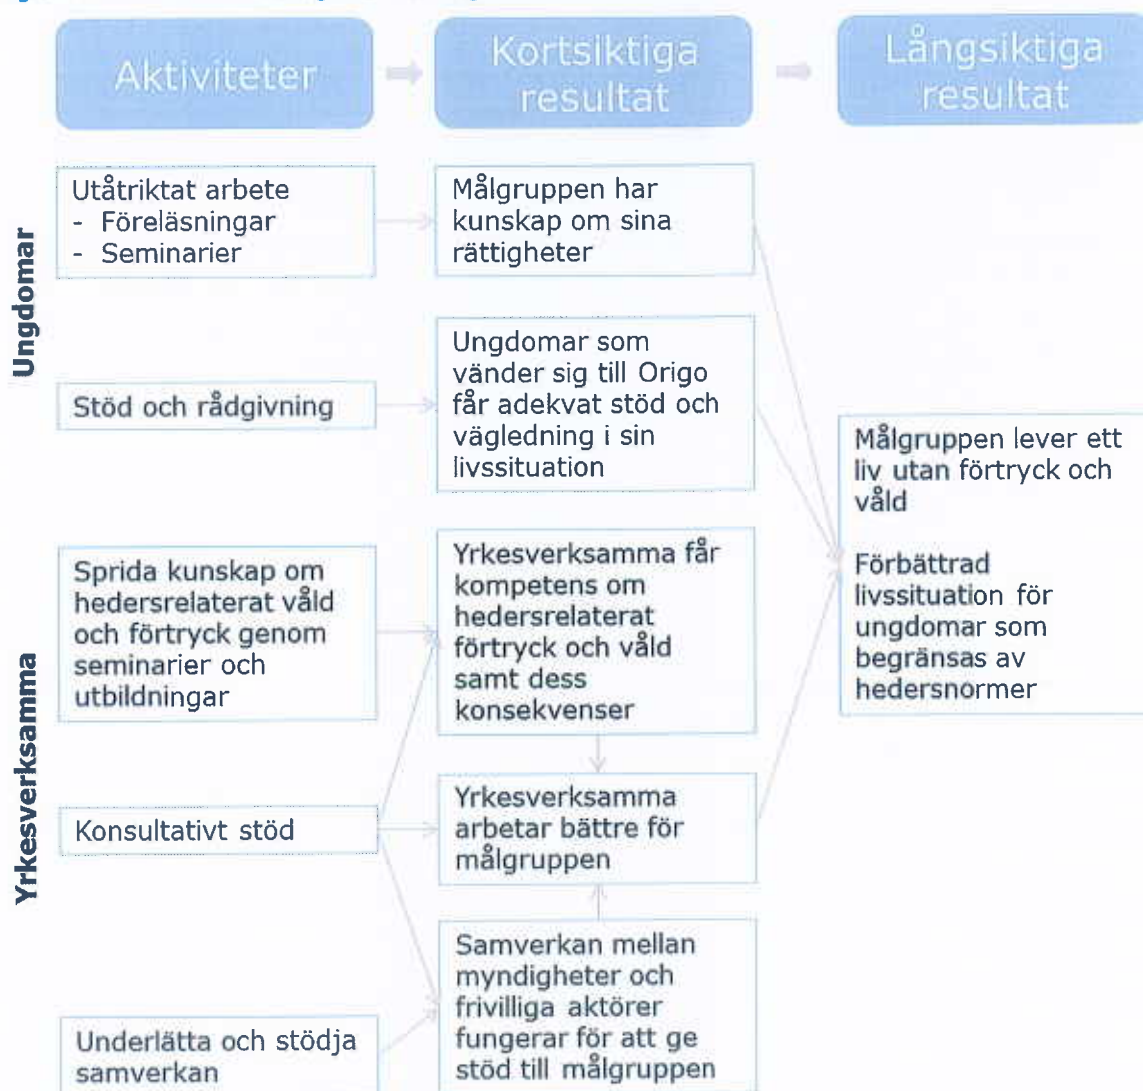 Aktiviteter
Kortsiktiga
resultat
Långsiktiga
resultat
Ungdomar
Utåtriktat arbete
- Föreläsningar
- Seminarier
Målgruppen har
kunskap om sina
rättigheter
Stöd och rådgivning
Ungdomar som
vänder sig till Origo
får adekvat stöd och
vägledning i sin
livssituation
Målgruppen lever ett
liv utan förtryck och
våld
Förbättrad
livssituation för
ungdomar som
begränsas av
hedersnormer
Yrkesverksamma
Sprida kunskap om
hedersrelaterat våld
och förtryck genom
seminarier och
utbildningar
Yrkesverksamma får
kompetens om
hedersrelaterat
förtryck och våld
samt dess
konsekvenser
Konsultativt stöd
Yrkesverksamma
arbetar bättre för
målgruppen
Underlätta och stödja
samverkan
Samverkan mellan
myndigheter och
frivilliga aktörer
fungerar för att ge
stöd till målgruppen